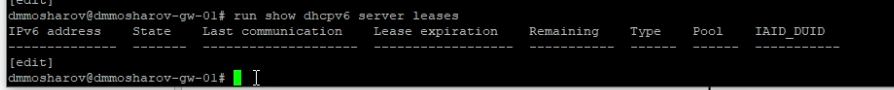 [edit]
dmmosharov@dmmosharov-gw-01# run show dhcpv6 server leases
IPv6 address    State    Last communication    Lease expiration    Remaining    Type    Pool    IAID_DUID
--------------  -------  --------------------  ------------------  -----------  ------  ------  -----------
[edit]
dmmosharov@dmmosharov-gw-01#